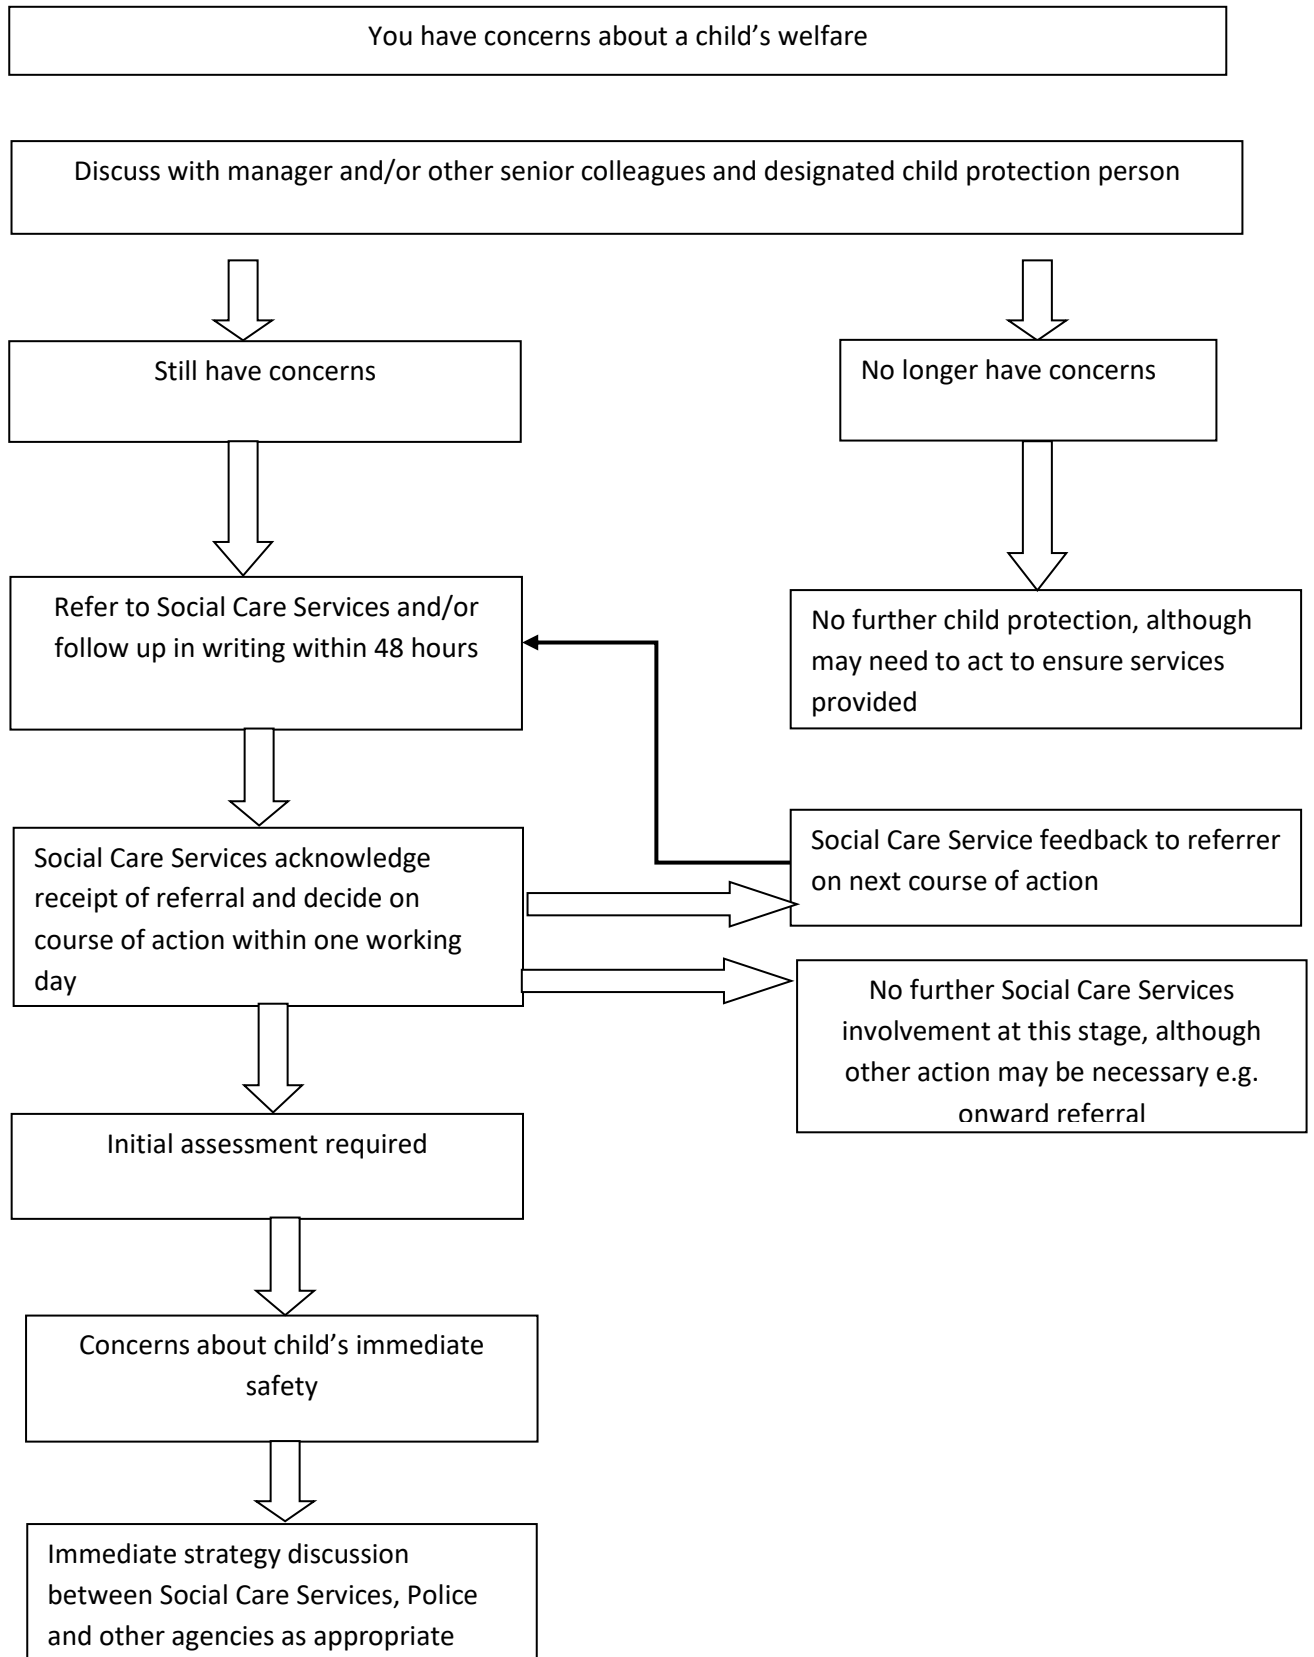 You have concerns about a child’s welfare
Discuss with manager and/or other senior colleagues and designated child protection person
Still have concerns
No longer have concerns
Refer to Social Care Services and/or
follow up in writing within 48 hours
No further child protection, although
may need to act to ensure services
provided
Social Care Services acknowledge
receipt of referral and decide on
course of action within one working
day
Social Care Service feedback to referrer
on next course of action
No further Social Care Services
involvement at this stage, although
other action may be necessary e.g.
onward referral
Initial assessment required
Concerns about child’s immediate
safety
Immediate strategy discussion
between Social Care Services, Police
and other agencies as appropriate